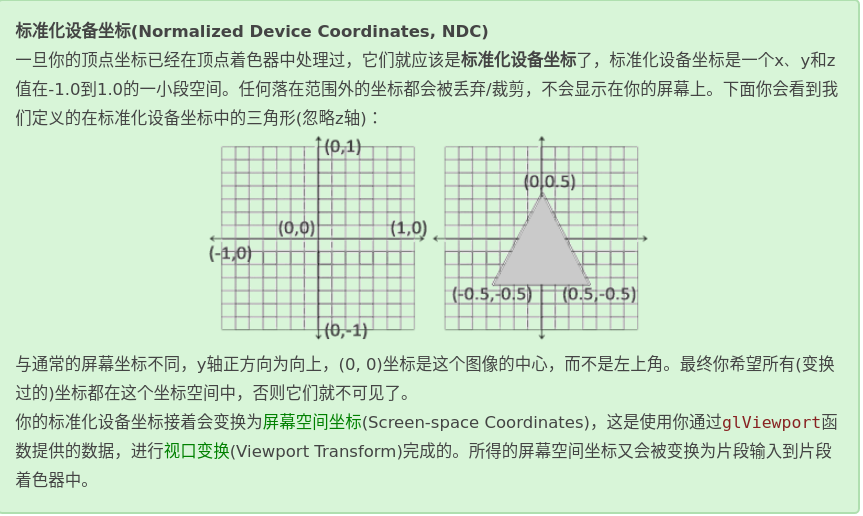 标准化设备坐标(Normalized Device Coordinates, NDC)
一旦你的顶点坐标已经在顶点着色器中处理过，它们就应该是标准化设备坐标了，标准化设备坐标是一个x、y和z
值在-1.0到1.0的一小段空间。任何落在范围外的坐标都会被丢弃/裁剪，不会显示在你的屏幕上。下面你会看到我
们定义的在标准化设备坐标中的三角形(忽略z轴)：
(0,1)
(0,0)
(1,0)
(-1,0)
(0,-1)
(0,0.5)
(-0.5,-0.5)
(0.5,-0.5)
与通常的屏幕坐标不同，y轴正方向为向上，(0, 0)坐标是这个图像的中心，而不是左上角。最终你希望所有(变换
过的)坐标都在这个坐标空间中，否则它们就不可见了。
你的标准化设备坐标接着会变换为屏幕空间坐标(Screen-space Coordinates)，这是使用你通过glViewport函
数提供的数据，进行视口变换(Viewport Transform)完成的。所得的屏幕空间坐标又会被变换为片段输入到片段
着色器中。